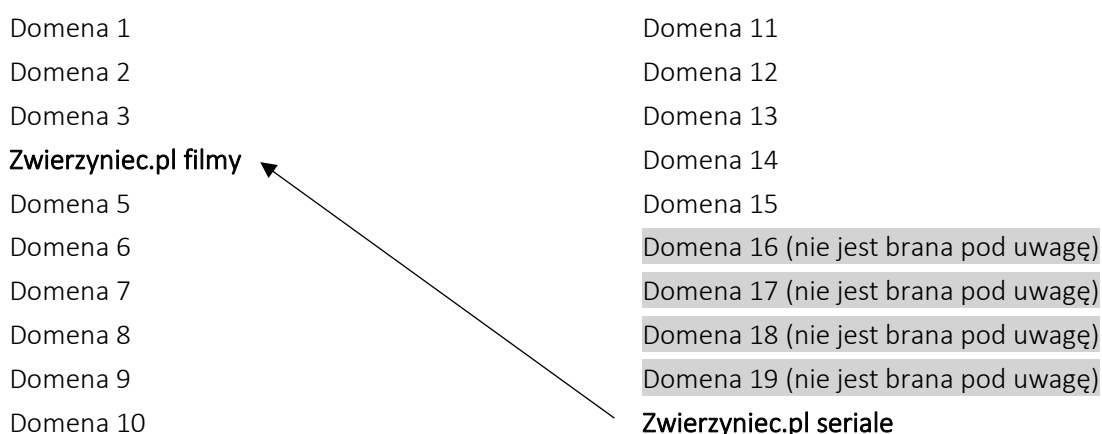 Domena 1
Domena 2
Domena 3
Zwierzyniec.pl filmy
Domena 5
Domena 6
Domena 7
Domena 8
Domena 9
Domena 10
Domena 11
Domena 12
Domena 13
Domena 14
Domena 15
Domena 16 (nie jest brana pod uwagę)
Domena 17 (nie jest brana pod uwagę)
Domena 18 (nie jest brana pod uwagę)
Domena 19 (nie jest brana pod uwagę)
Zwierzyniec.pl seriale